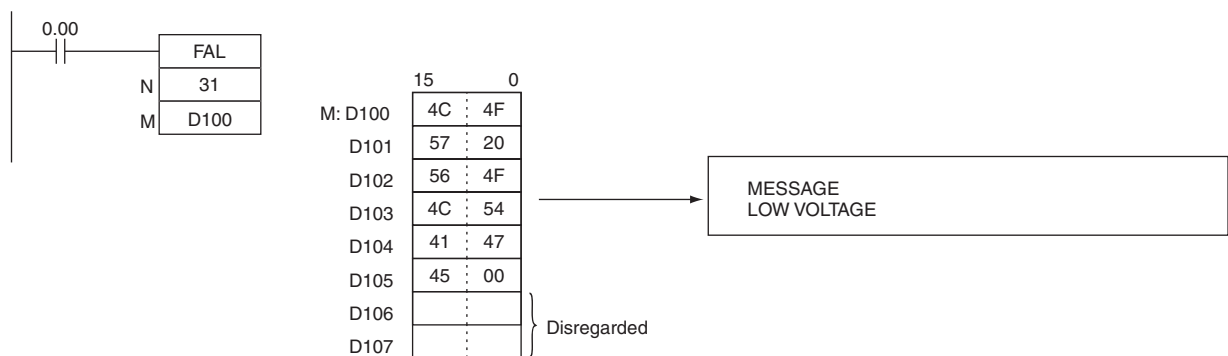 0.00
FAL
N 31
M D100
15 0
M: D100 4C 4F
D101 57 20
D102 56 4F
D103 4C 54
D104 41 47
D105 45 00
D106
D107
Disregarded
MESSAGE
LOW VOLTAGE